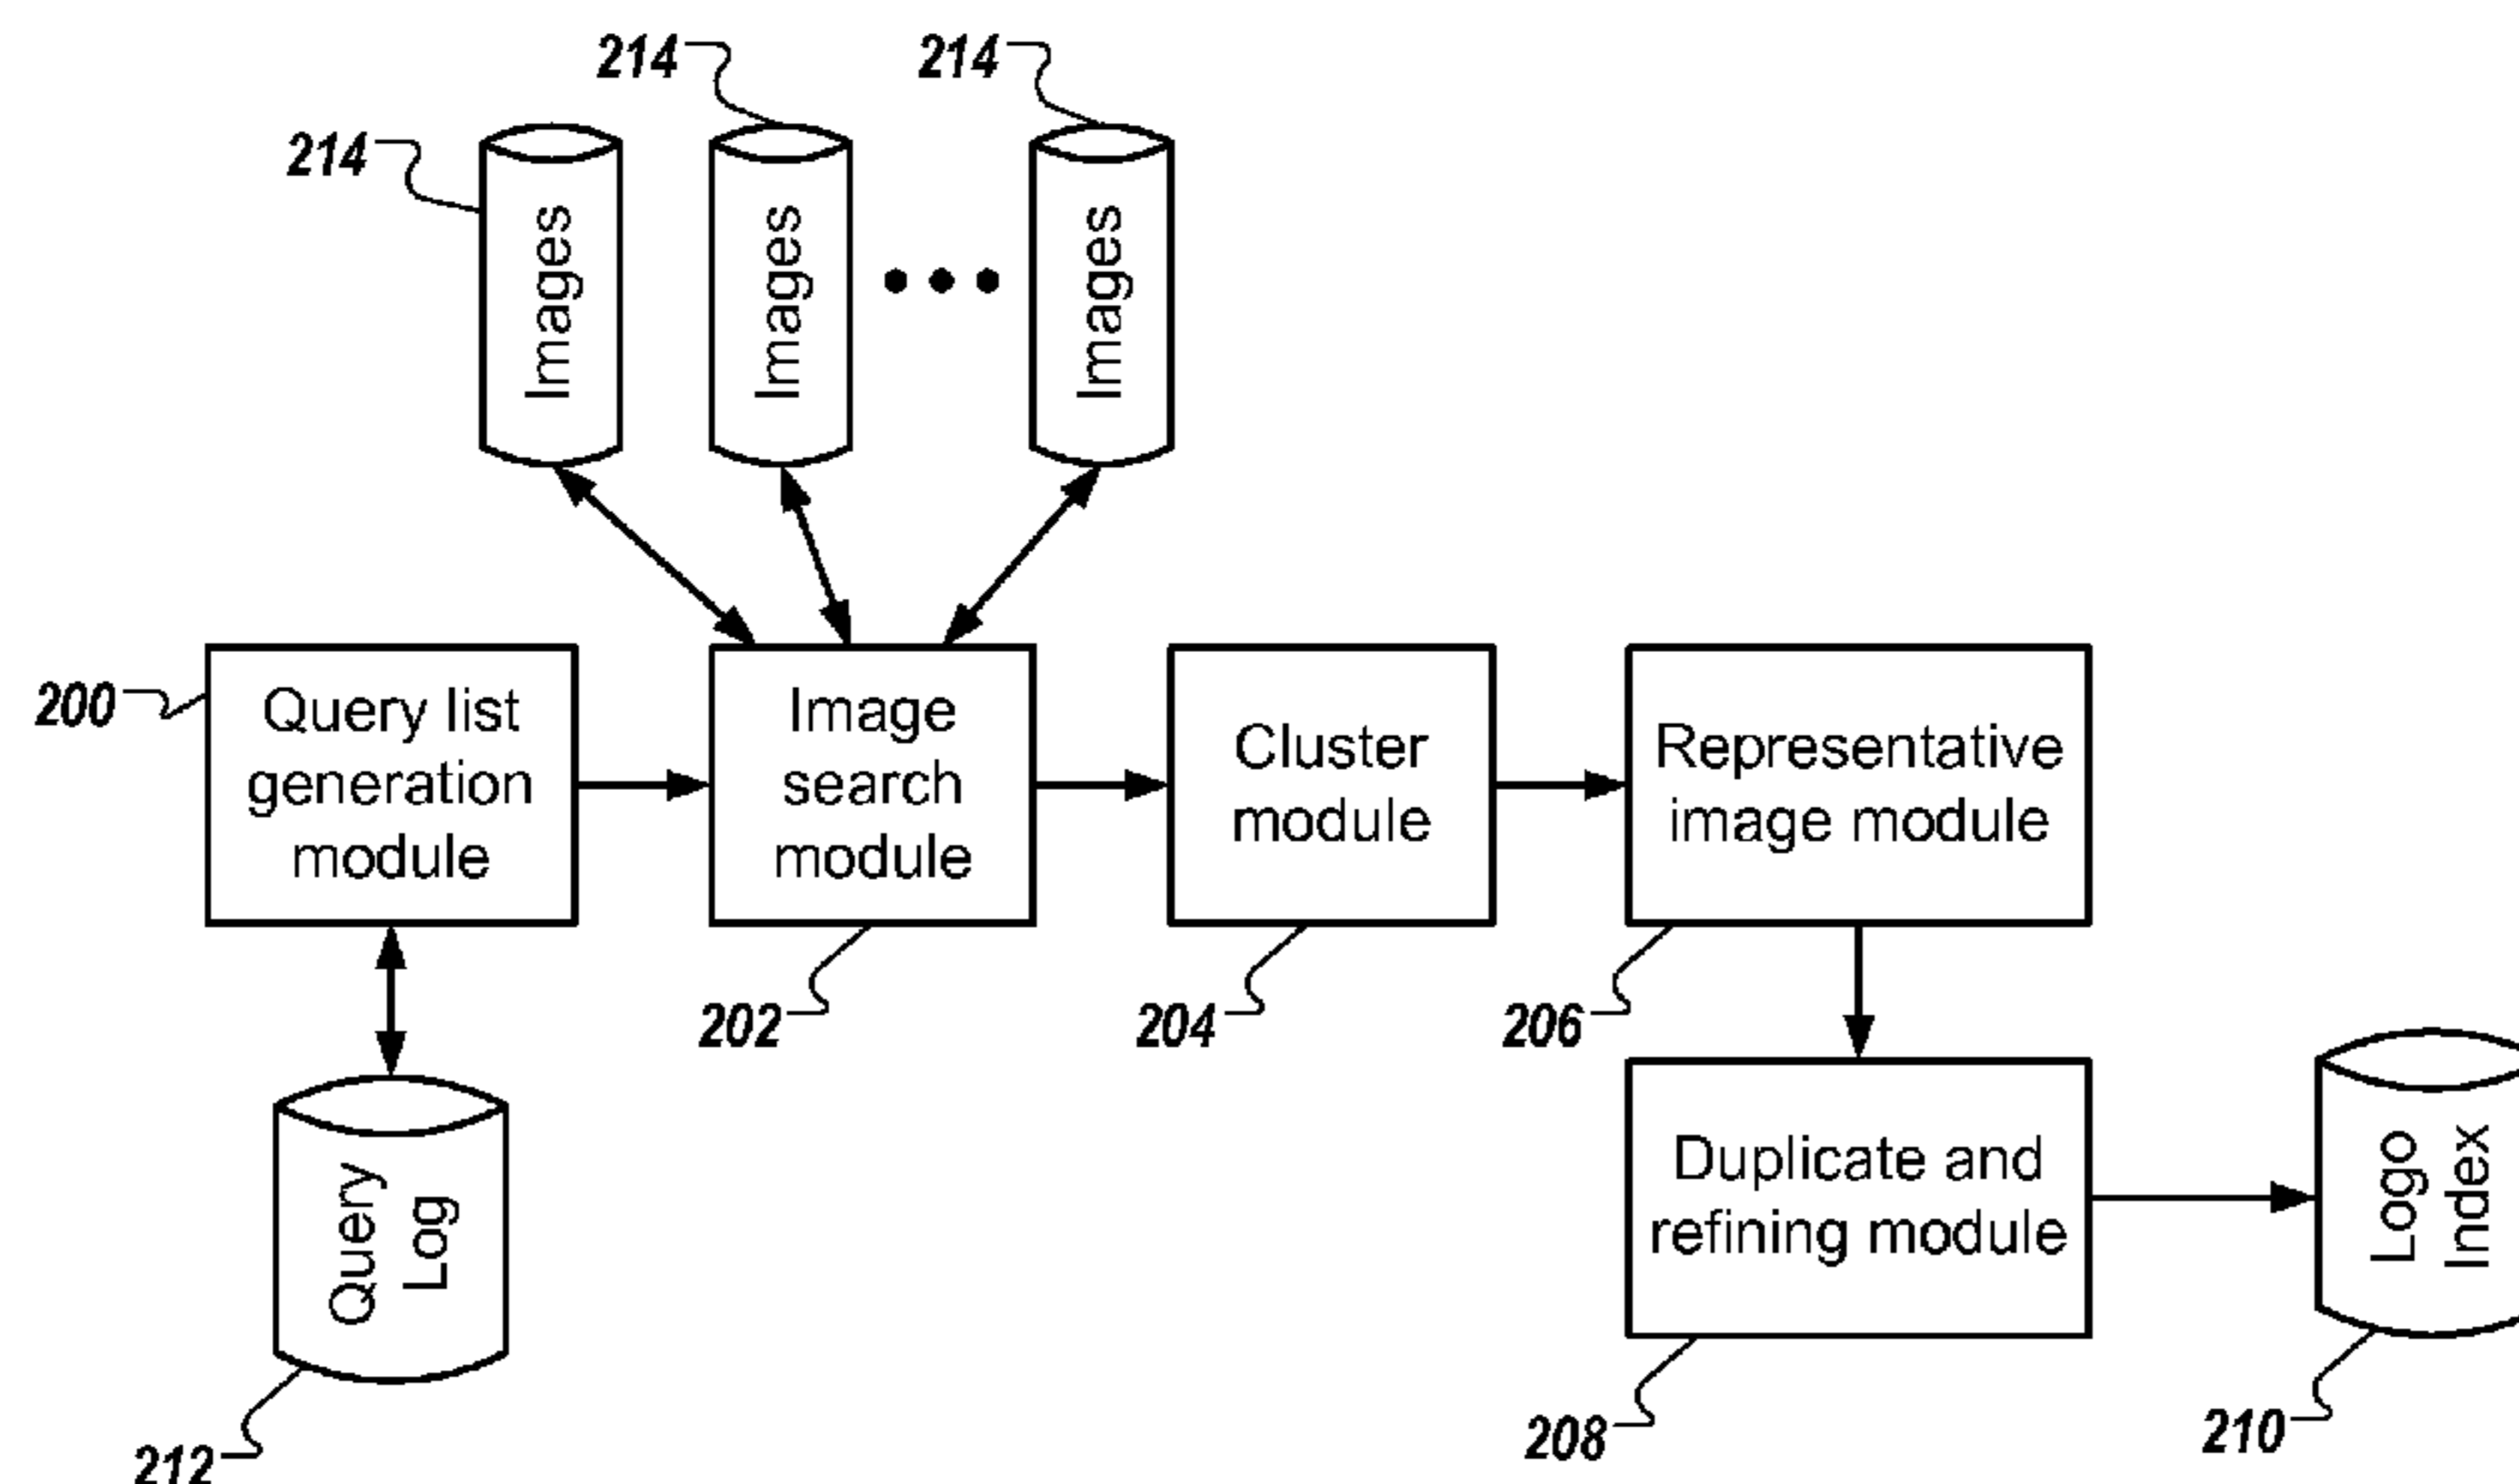 214
214
214
Images
Images
Images
200
Query list
generation
module
Image
search
module
Cluster
module
Representative
image module
202
204
206
Query
Log
Duplicate and
refining module
Logo
Index
212
208
210